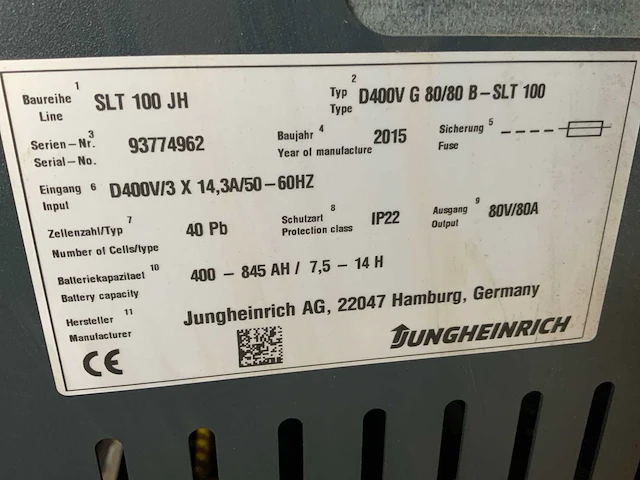 Baureihe 1 SLT 100 JH Typ 2 D400V G 80/80 B-SLT 100
Line Type
Serien-Nr. 3 93774962 Baujahr 4 2015 Sicherung 5
Serial-No. Year of manufacture Fuse
Eingang 6 D400V/3 X 14,3A/50-60HZ
Input
Zellenzahl/Typ 7 40 Pb Schutzart 8 IP22 Ausgang 9 80V/80A
Number of Cells/type Protection class Output
Batteriekapazitael 10 400 - 845 AH / 7,5 - 14 H
Battery capacity
Hersteller 11 Jungheinrich AG, 22047 Hamburg, Germany
Manufacturer
CE JUNGHEINRICH